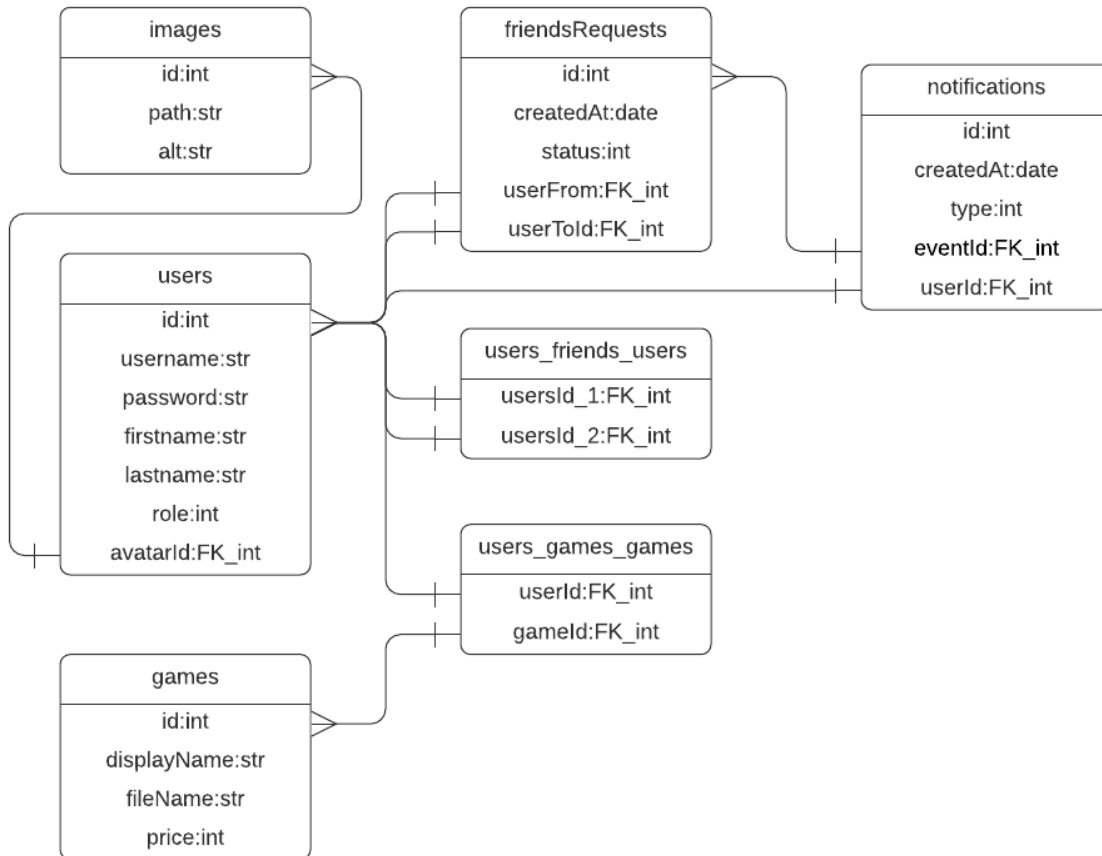 images
id:int
path:str
alt:str
friendsRequests
id:int
createdAt:date
status:int
userFrom:FK_int
userToId:FK_int
notifications
id:int
createdAt:date
type:int
eventId:FK_int
userId:FK_int
users
id:int
username:str
password:str
firstname:str
lastname:str
role:int
avatarId:FK_int
users_friends_users
usersId_1:FK_int
usersId_2:FK_int
users_games_games
userId:FK_int
gameId:FK_int
games
id:int
displayName:str
fileName:str
price:int